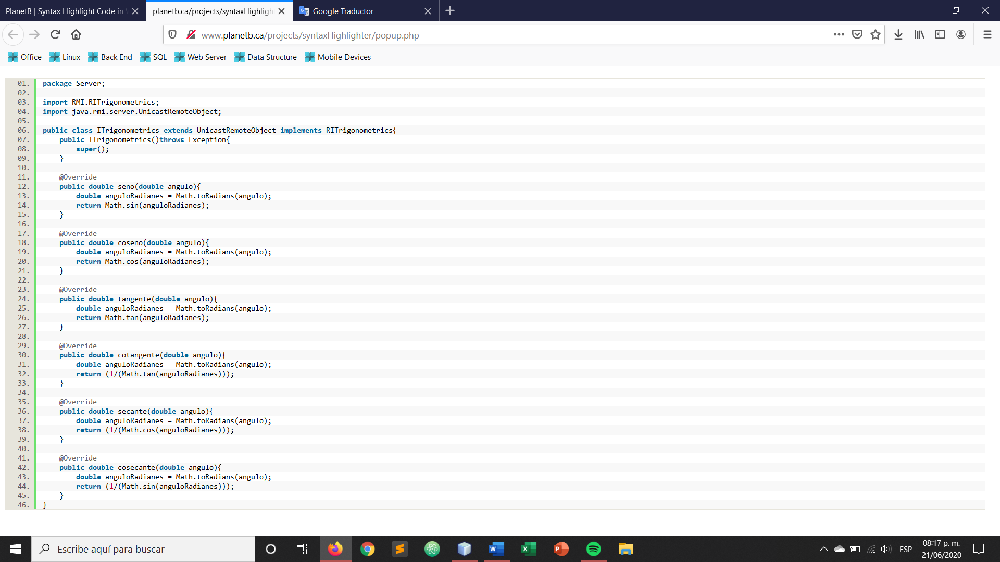 PlanetB | Syntax Highlight Code in
planetb.ca/projects/syntaxHighligh
Google Traductor
www.planetb.ca/projects/syntaxHighlighter/popup.php
Office Linux Back End SQL Web Server Data Structure Mobile Devices
01. package Server;
02.
03. import RMI.RITrigonometrics;
04. import java.rmi.server.UnicastRemoteObject;
05.
06. public class ITrigonometrics extends UnicastRemoteObject implements RITrigonometrics{
07.     public ITrigonometrics()throws Exception{
08.         super();
09.     }
10.
11.     @Override
12.     public double seno(double angulo){
13.         double anguloRadianes = Math.toRadians(angulo);
14.         return Math.sin(anguloRadianes);
15.     }
16.
17.     @Override
18.     public double coseno(double angulo){
19.         double anguloRadianes = Math.toRadians(angulo);
20.         return Math.cos(anguloRadianes);
21.     }
22.
23.     @Override
24.     public double tangente(double angulo){
25.         double anguloRadianes = Math.toRadians(angulo);
26.         return Math.tan(anguloRadianes);
27.     }
28.
29.     @Override
30.     public double cotangente(double angulo){
31.         double anguloRadianes = Math.toRadians(angulo);
32.         return (1/(Math.tan(anguloRadianes)));
33.     }
34.
35.     @Override
36.     public double secante(double angulo){
37.         double anguloRadianes = Math.toRadians(angulo);
38.         return (1/(Math.cos(anguloRadianes)));
39.     }
40.
41.     @Override
42.     public double cosecante(double angulo){
43.         double anguloRadianes = Math.toRadians(angulo);
44.         return (1/(Math.sin(anguloRadianes)));
45.     }
46. }
Escribe aquí para buscar
ESP
08:17 p. m.
21/06/2020